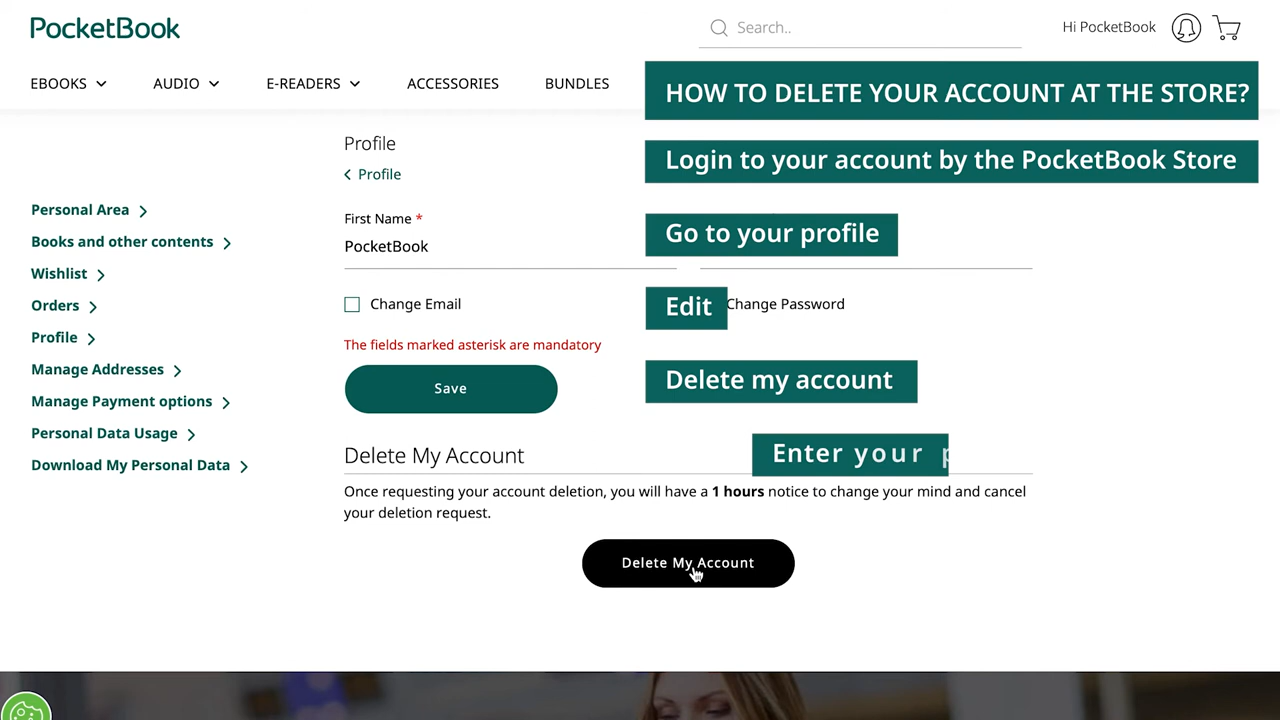 PocketBook
Search..
Hi PocketBook
EBOOKS
AUDIO
E-READERS
ACCESSORIES
BUNDLES
HOW TO DELETE YOUR ACCOUNT AT THE STORE?
Login to your account by the PocketBook Store
Go to your profile
Edit
Delete my account
Enter your p
Personal Area
Books and other contents
Wishlist
Orders
Profile
Manage Addresses
Manage Payment options
Personal Data Usage
Download My Personal Data
Profile
Profile
First Name *
PocketBook
Change Email
Change Password
The fields marked asterisk are mandatory
Save
Delete My Account
Once requesting your account deletion, you will have a 1 hours notice to change your mind and cancel
your deletion request.
Delete My Account